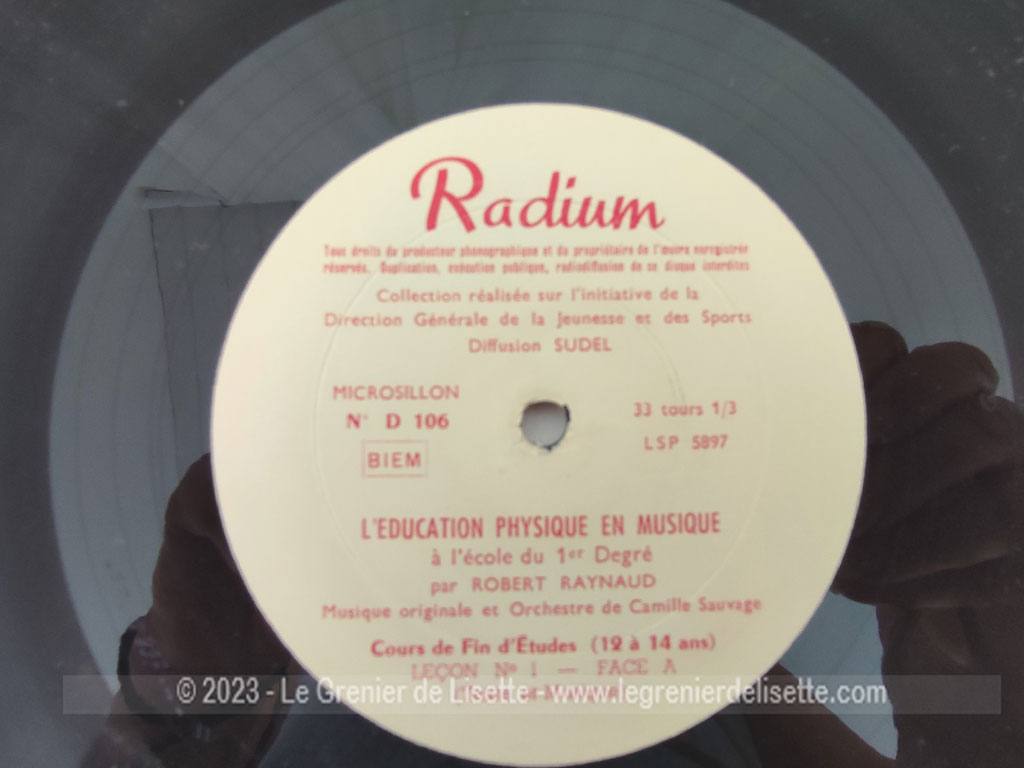 Radium
Tous droits du producteur phonographique et du propriétaire de l'œuvre enregistrée
réservés. Duplication, exécution publique, radiodiffusion de ce disque interdites
Collection réalisée sur l'initiative de la
Direction Générale de la Jeunesse et des Sports
Diffusion SUDEL
MICROSILLON
N° D 106
BIEM
33 tours 1/3
LSP 5897
L'EDUCATION PHYSIQUE EN MUSIQUE
à l'école du 1er Degré
par ROBERT RAYNAUD
Musique originale et Orchestre de Camille Sauvage
Cours de Fin d'Études (12 à 14 ans)
LEÇON N° 1 — FACE A
© 2023 - Le Grenier de Lisette - www.legrenierdelisette.com